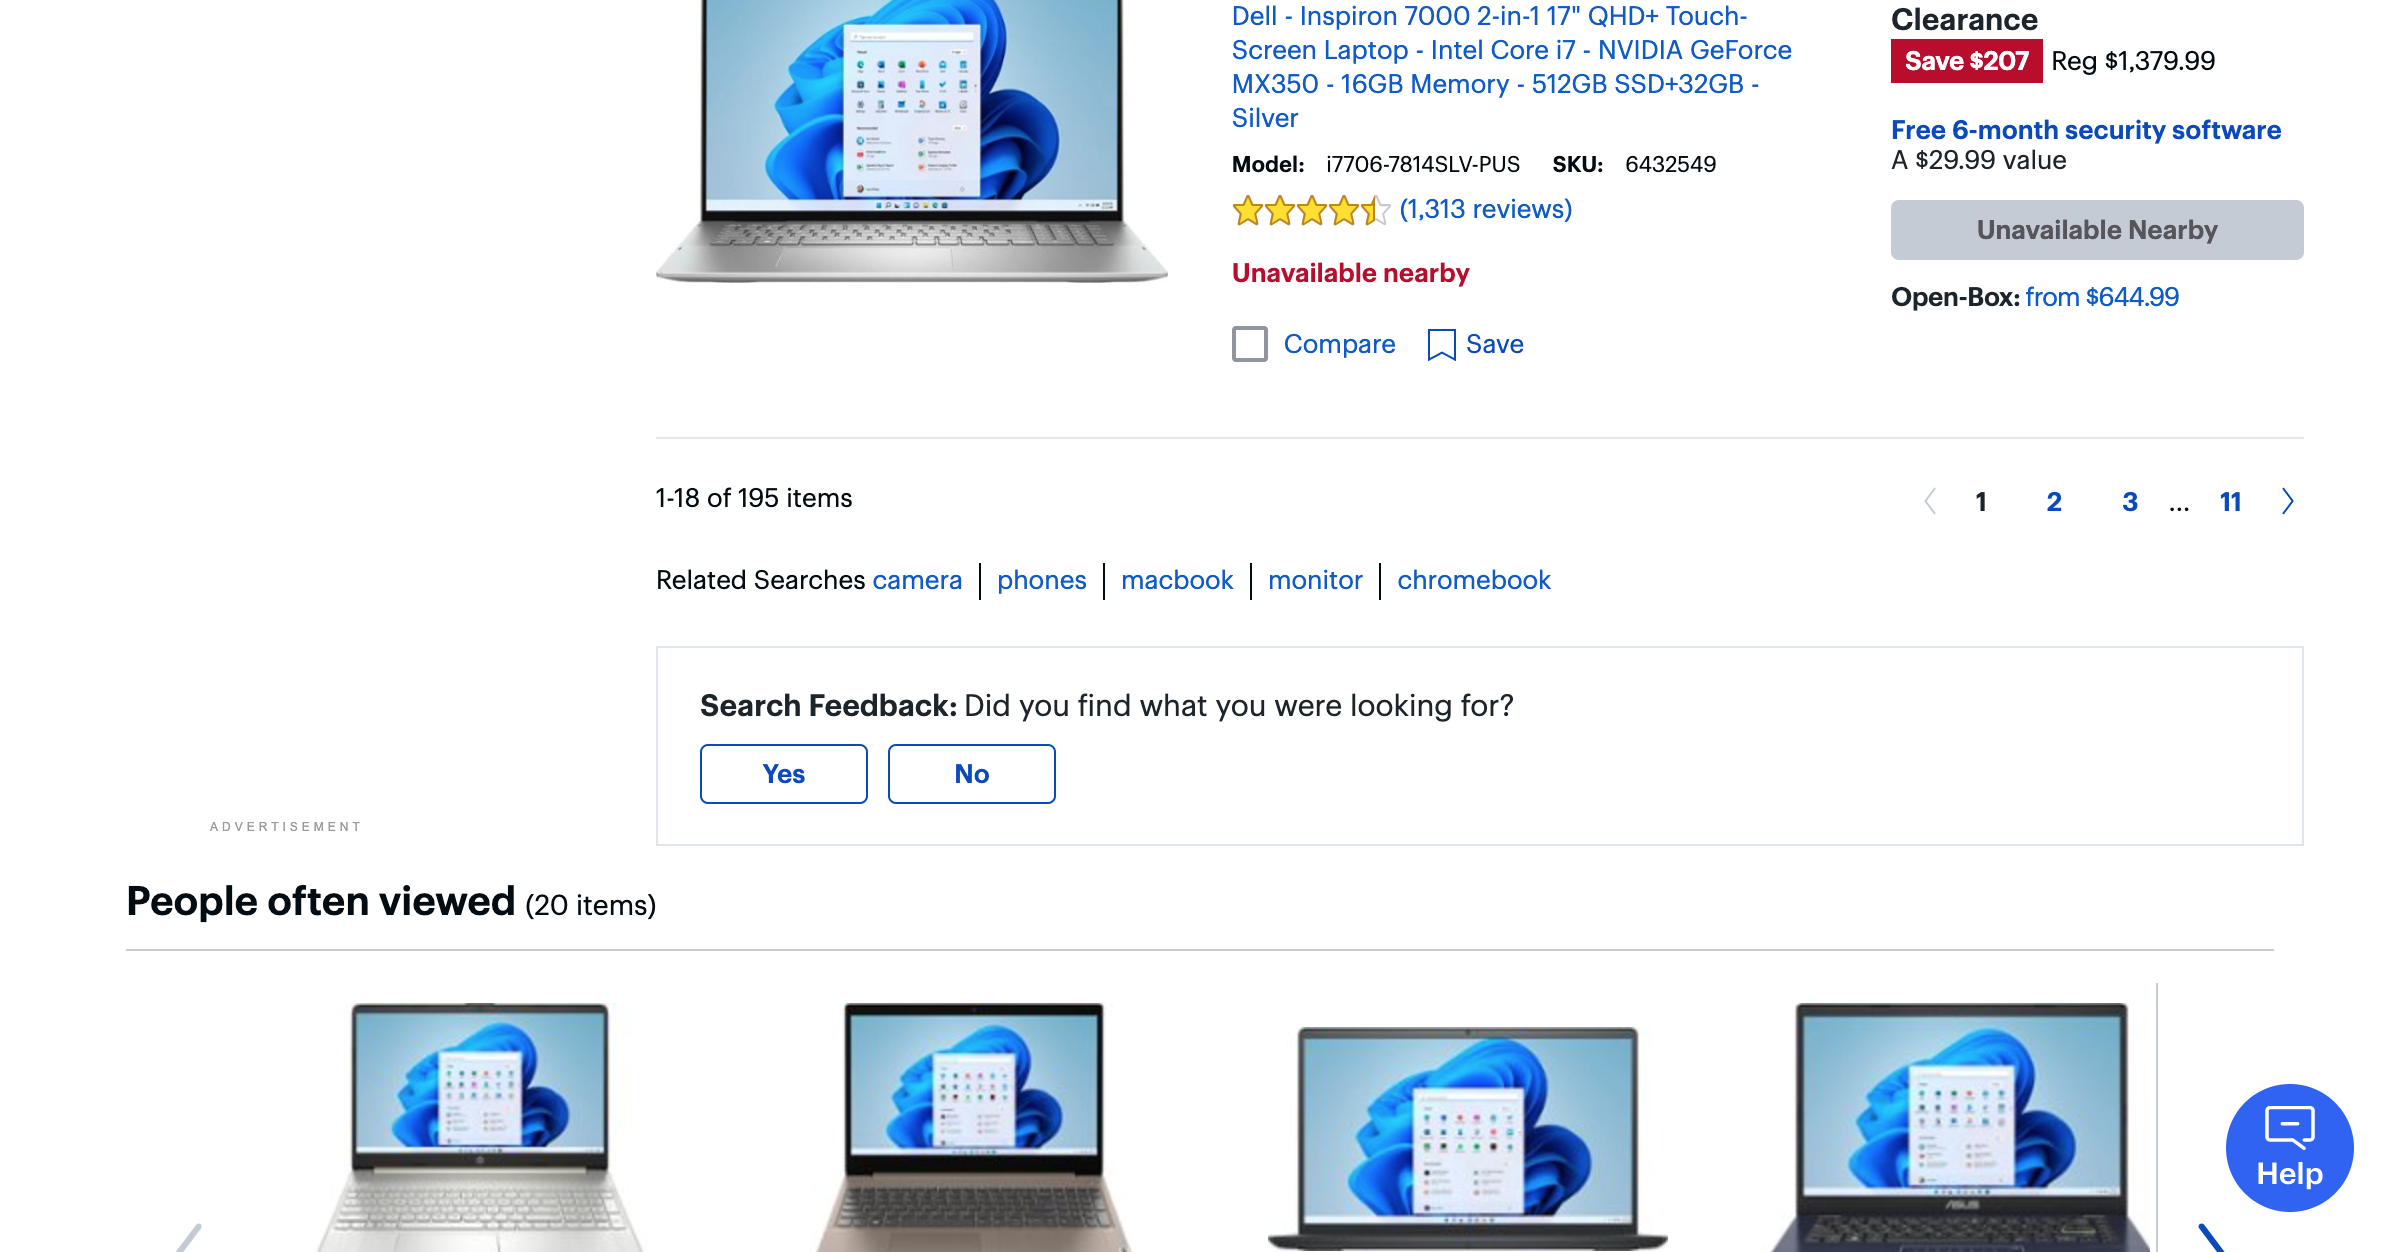 Dell - Inspiron 7000 2-in-1 17" QHD+ Touch-
Screen Laptop - Intel Core i7 - NVIDIA GeForce
MX350 - 16GB Memory - 512GB SSD+32GB -
Silver
Model: i7706-7814SLV-PUS SKU: 6432549
(1,313 reviews)
Unavailable nearby
Compare Save
Clearance
Save $207 Reg $1,379.99
Free 6-month security software
A $29.99 value
Unavailable Nearby
Open-Box: from $644.99
1-18 of 195 items
1 2 3 ... 11
Related Searches camera | phones | macbook | monitor | chromebook
Search Feedback: Did you find what you were looking for?
Yes No
ADVERTISEMENT
People often viewed (20 items)
ASUS
Help